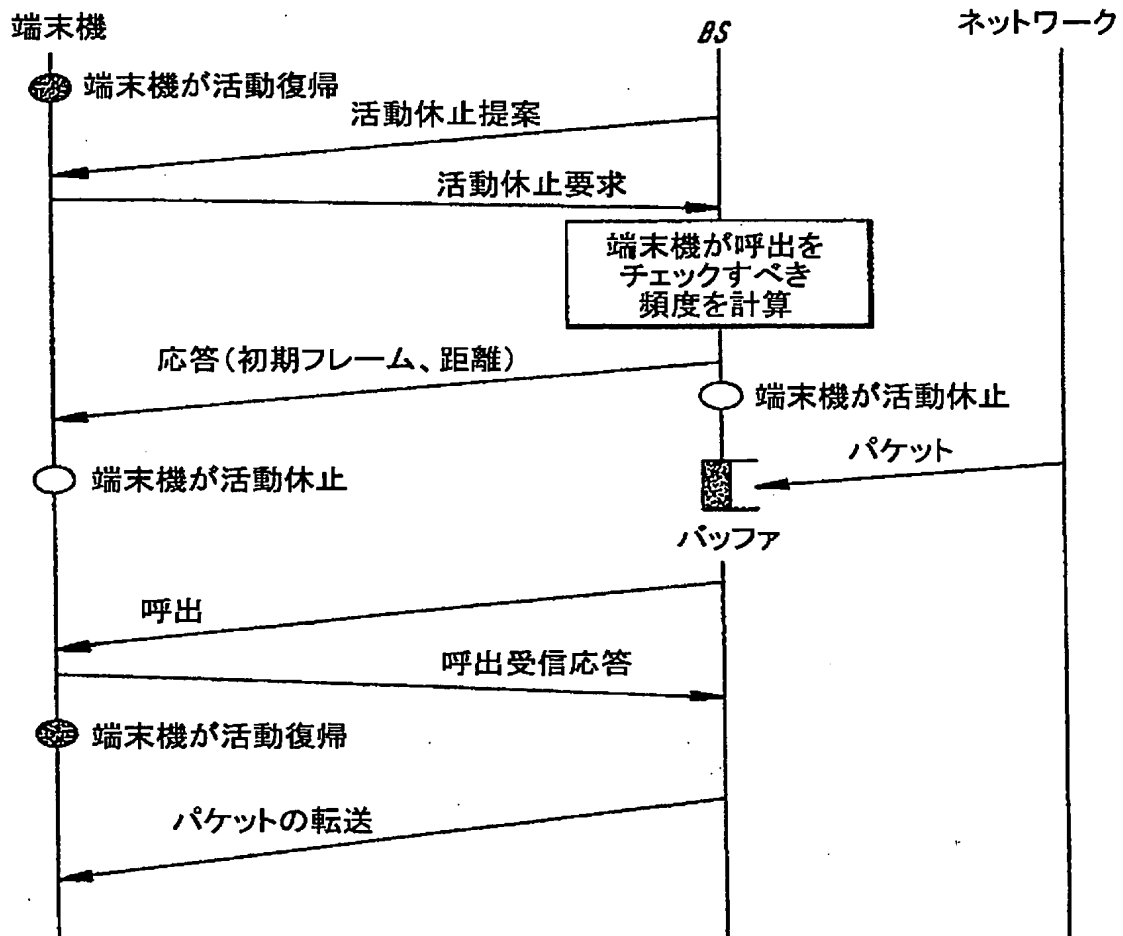 端末機
BS
ネットワーク
端末機が活動復帰
活動休止提案
活動休止要求
端末機が呼出を
チェックすべき
頻度を計算
応答(初期フレーム、距離)
端末機が活動休止
パケット
端末機が活動休止
バッファ
呼出
呼出受信応答
端末機が活動復帰
パケットの転送